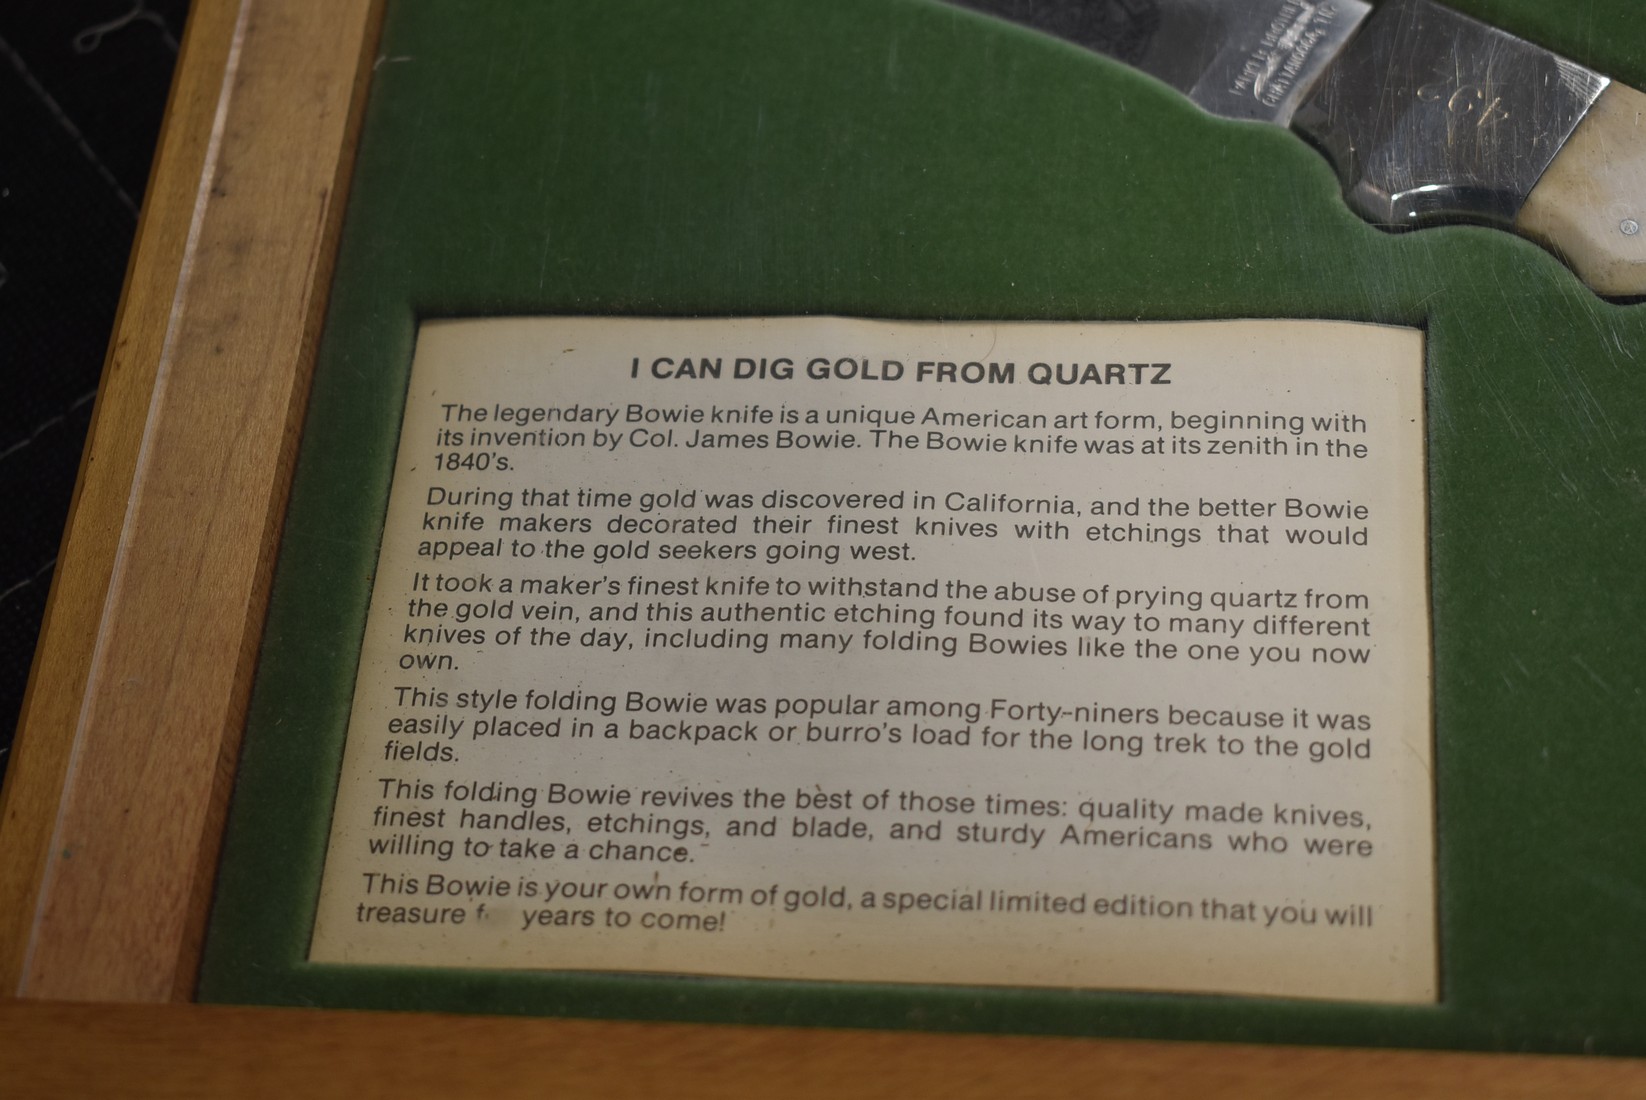 I CAN DIG GOLD FROM QUARTZ
The legendary Bowie knife is a unique American art form, beginning with
its invention by Col. James Bowie. The Bowie knife was at its zenith in the
1840's.
During that time gold was discovered in California, and the better Bowie
knife makers decorated their finest knives with etchings that would
appeal to the gold seekers going west.
It took a maker's finest knife to withstand the abuse of prying quartz from
the gold vein, and this authentic etching found its way to many different
knives of the day, including many folding Bowies like the one you now
own.
This style folding Bowie was popular among Forty-niners because it was
easily placed in a backpack or burro's load for the long trek to the gold
fields.
This folding Bowie revives the best of those times: quality made knives,
finest handles, etchings, and blade, and sturdy Americans who were
willing to take a chance.
This Bowie is your own form of gold, a special limited edition that you will
treasure years to come!